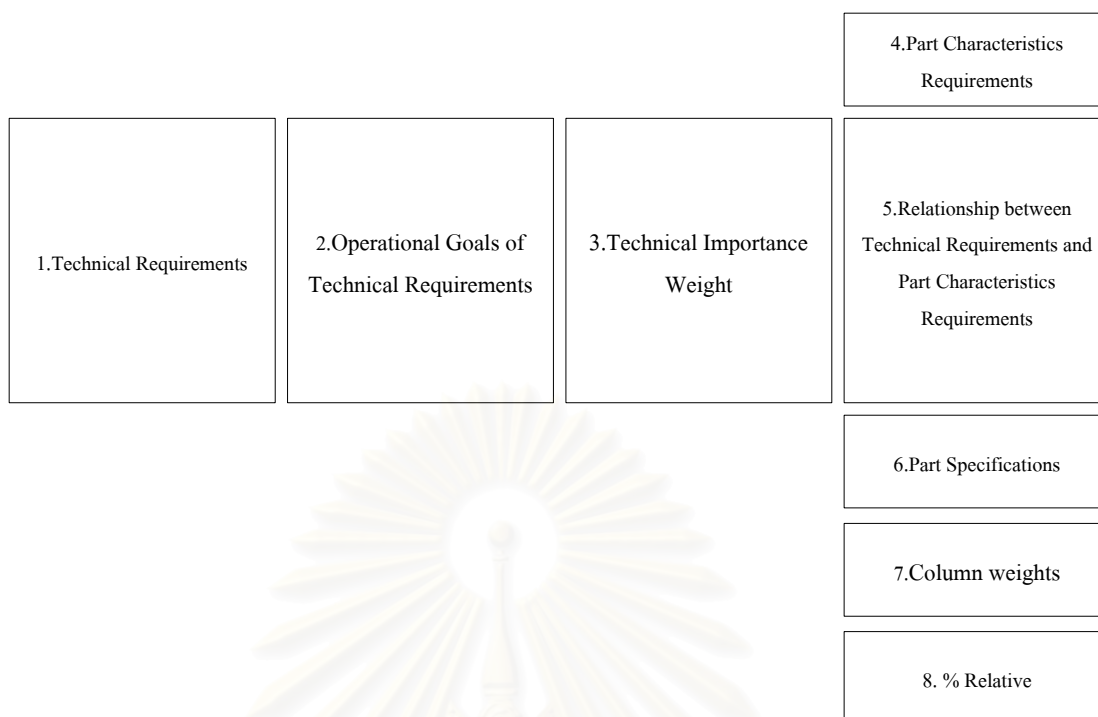 4.Part Characteristics
Requirements
1.Technical Requirements
2.Operational Goals of
Technical Requirements
3.Technical Importance
Weight
5.Relationship between
Technical Requirements and
Part Characteristics
Requirements
6.Part Specifications
7.Column weights
8. % Relative